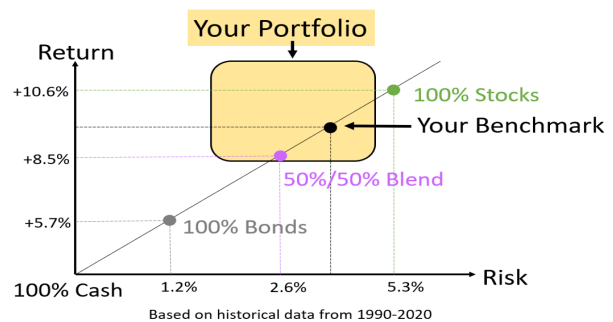 Your Portfolio
Return
+10.6%
100% Stocks
Your Benchmark
+8.5%
50%/50% Blend
+5.7%
100% Bonds
100% Cash
1.2%
2.6%
5.3%
Risk
Based on historical data from 1990-2020